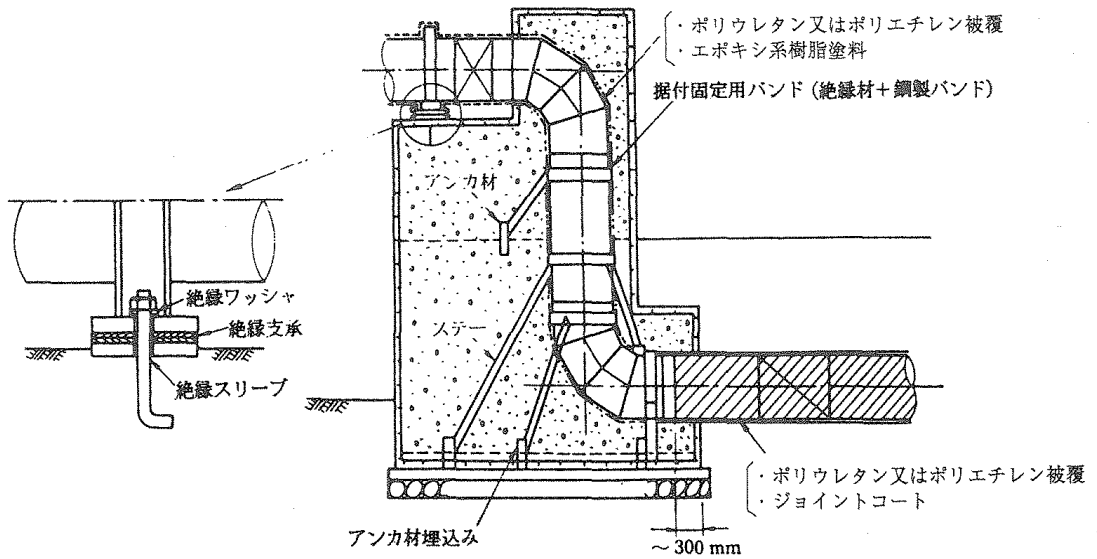 ・ポリウレタン又はポリエチレン被覆
・エポキシ系樹脂塗料
据付固定用バンド(絶縁材+鋼製バンド)
アンカ材
絶縁ワッシャ
絶縁支承
絶縁スリーブ
ステー
・ポリウレタン又はポリエチレン被覆
・ジョイントコート
アンカ材埋込み
~300 mm